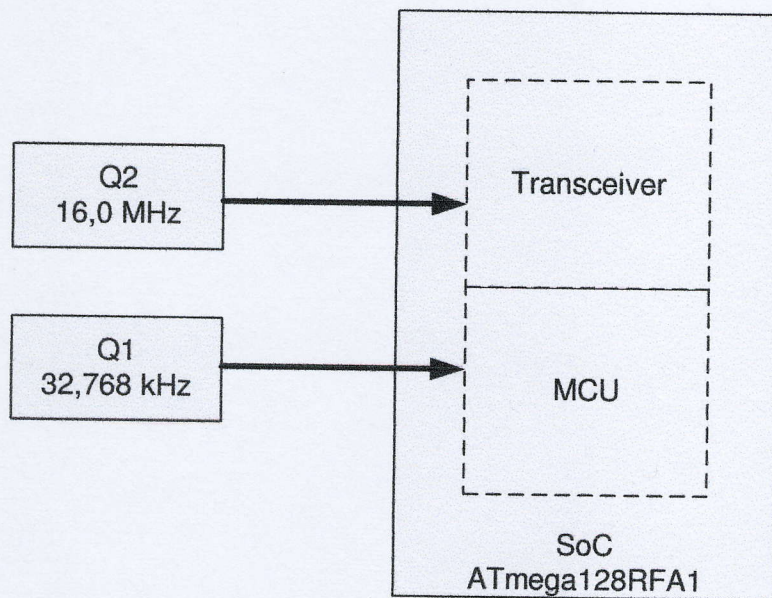 Q2
16,0 MHz
Transceiver
Q1
32,768 kHz
MCU
SoC
ATmega128RFA1